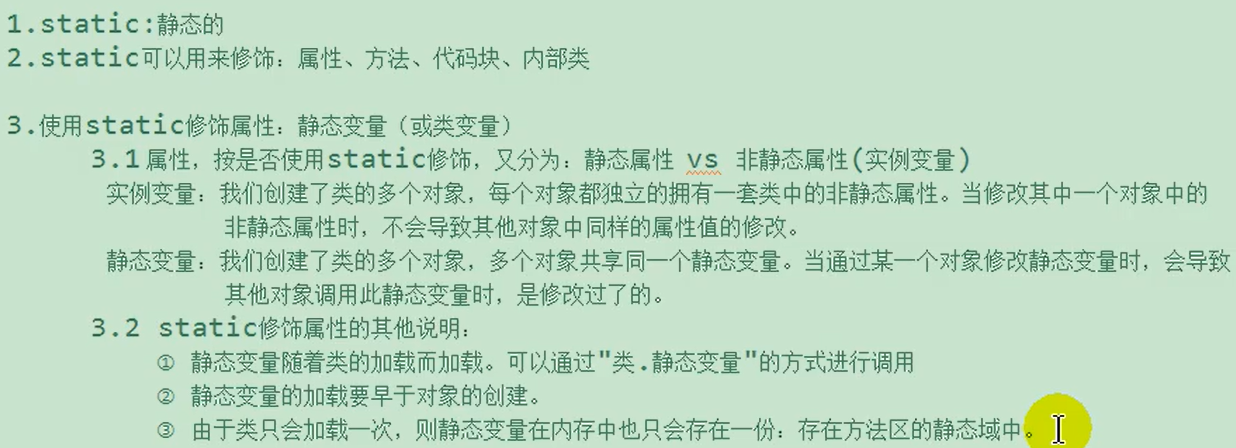 1.static:静态的
2.static可以用来修饰：属性、方法、代码块、内部类
3.使用static修饰属性：静态变量（或类变量）
3.1 属性，按是否使用static修饰，又分为：静态属性 vs 非静态属性(实例变量)
实例变量：我们创建了类的多个对象，每个对象都独立的拥有一套类中的非静态属性。当修改其中一个对象中的
非静态属性时，不会导致其他对象中同样的属性值的修改。
静态变量：我们创建了类的多个对象，多个对象共享同一个静态变量。当通过某一个对象修改静态变量时，会导致
其他对象调用此静态变量时，是修改过了的。
3.2 static修饰属性的其他说明：
① 静态变量随着类的加载而加载。可以通过"类.静态变量"的方式进行调用
② 静态变量的加载要早于对象的创建。
③ 由于类只会加载一次，则静态变量在内存中也只会存在一份：存在方法区的静态域中。